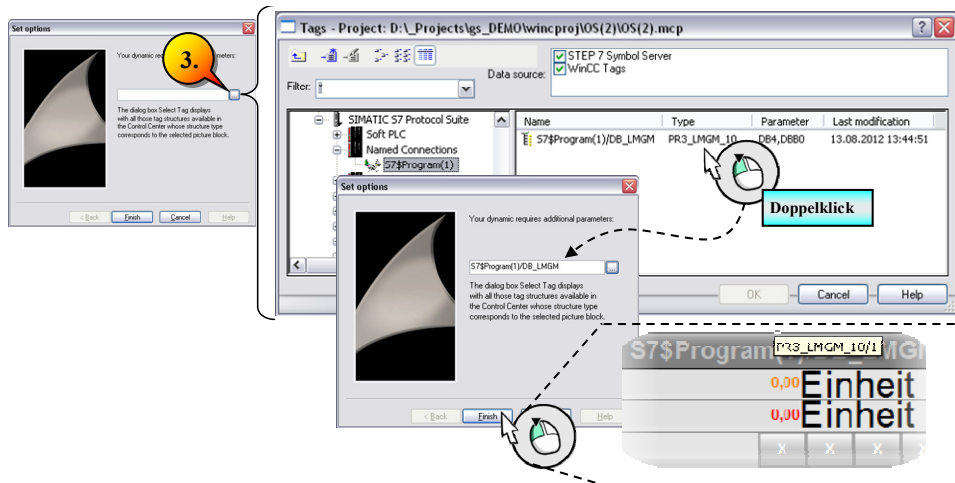 Set options
Your dynamic
meters:
3.
The dialog box Select Tag displays
with all those tag structures available in
the Control Center whose structure type
corresponds to the selected picture block.
< Back Finish Cancel Help
Tags - Project: D:\_Projects\gs_DEMO\wincproj\OS(2)\OS(2).mcp
Filter: *
Data source:
STEP 7 Symbol Server
WinCC Tags
SIMATIC S7 Protocol Suite
Soft PLC
Named Connections
S7$Program(1)
Name Type Parameter Last modification
S7$Program(1)/DB_LMGM PR3_LMGM_10 DB4,DBB0 13.08.2012 13:44:51
Doppelklick
OK Cancel Help
Set options
Your dynamic requires additional parameters:
S7$Program(1)/DB_LMGM
...
The dialog box Select Tag displays
with all those tag structures available in
the Control Center whose structure type
corresponds to the selected picture block.
< Back Finish Help
S7$Program(1)
PR3_LMGM_10/1
0,00 Einheit
0,00 Einheit
X X X X